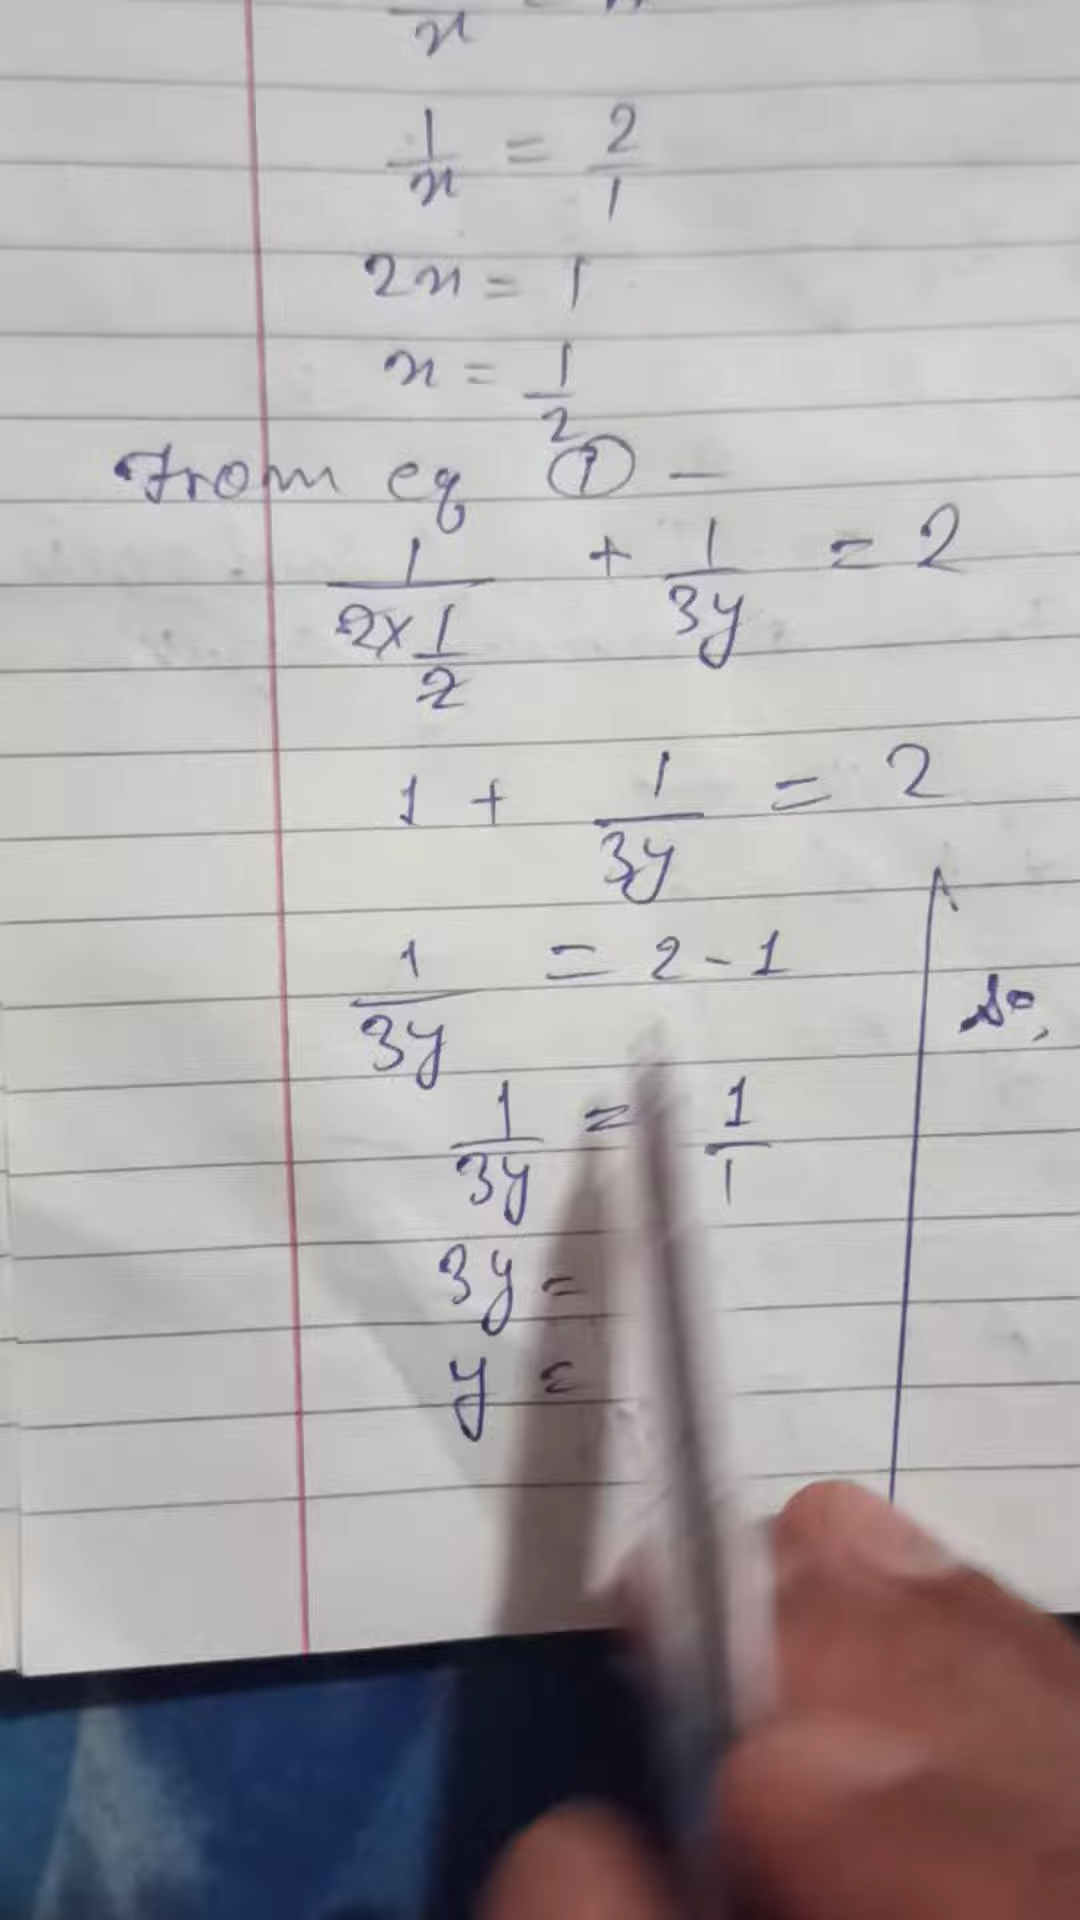 1/x = 2/1
2x = 1
x = 1/2
From eq ① -
1/(2×1/2) + 1/3y = 2
1 + 1/3y = 2
1/3y = 2-1
So,
1/3y = 1/1
3y =
y =